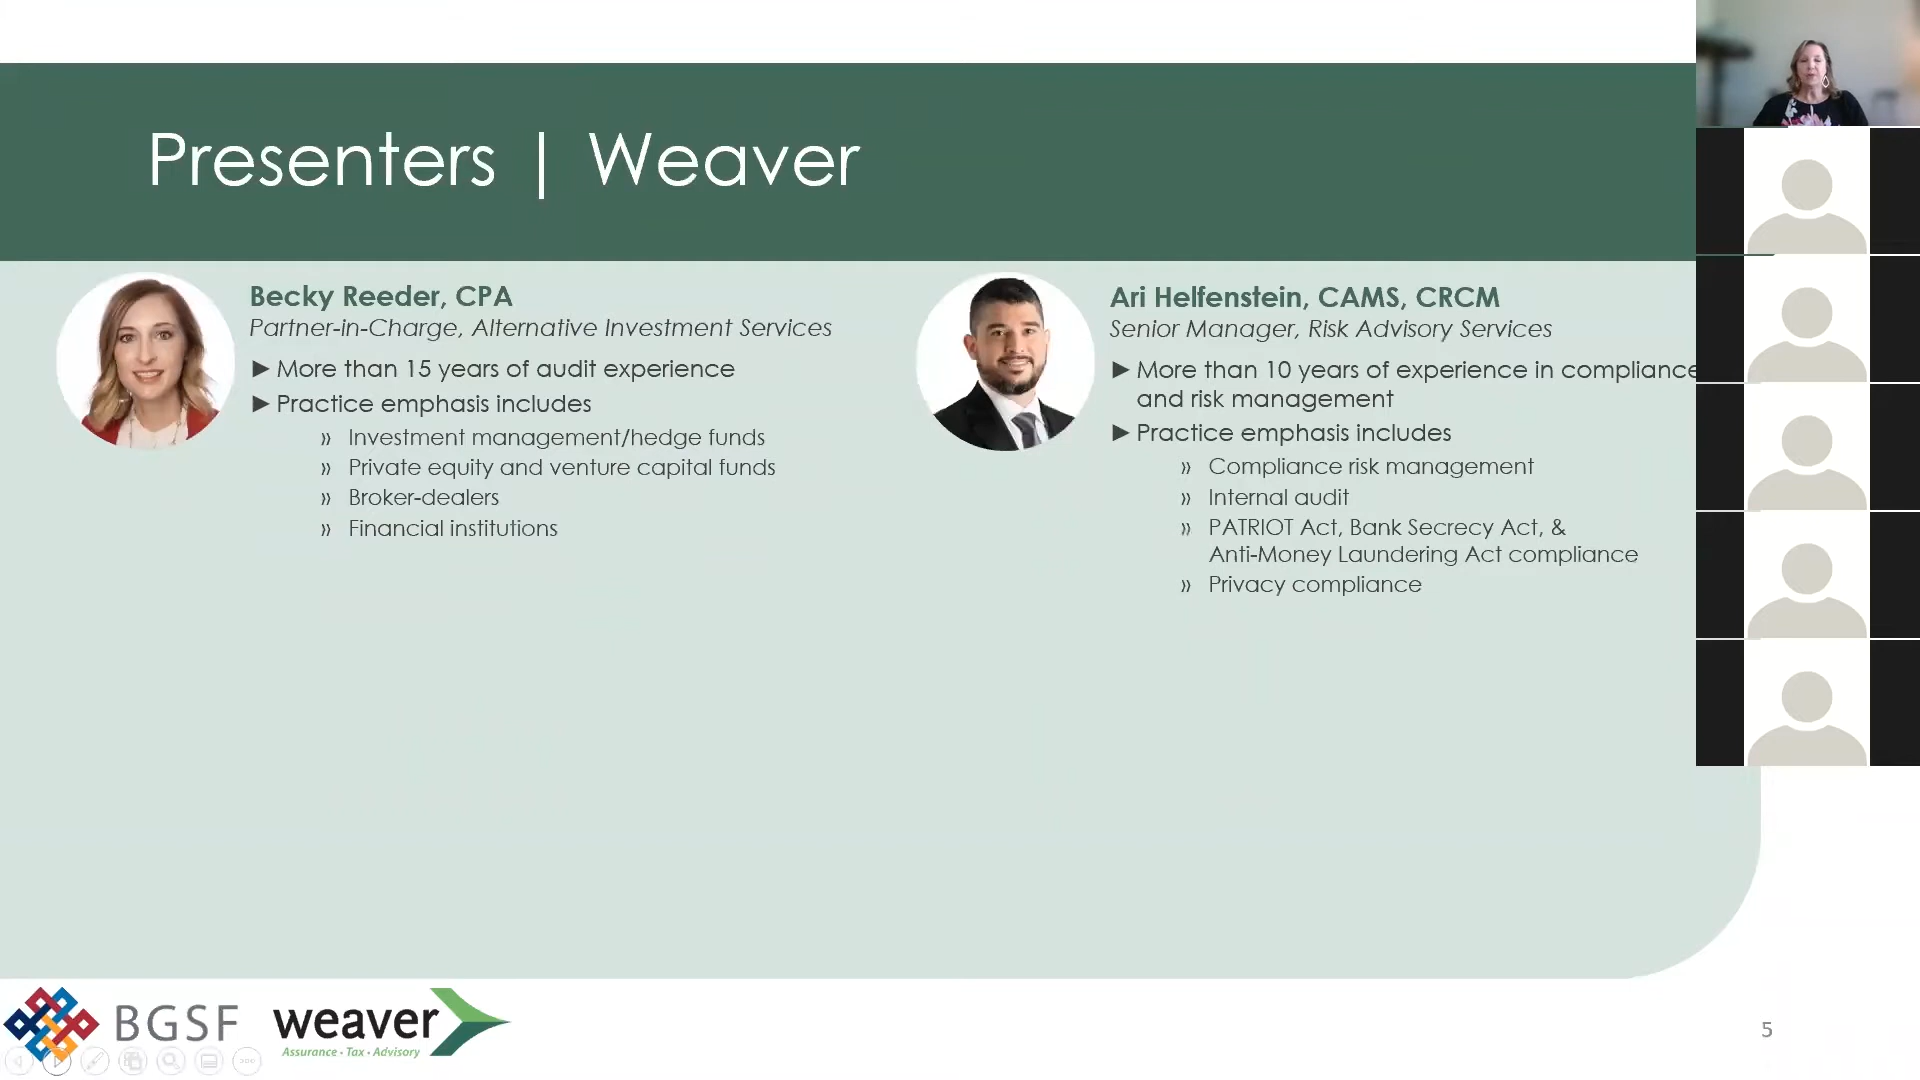 Presenters | Weaver
Becky Reeder, CPA
Partner-in-Charge, Alternative Investment Services
► More than 15 years of audit experience
► Practice emphasis includes
» Investment management/hedge funds
» Private equity and venture capital funds
» Broker-dealers
» Financial institutions
Ari Helfenstein, CAMS, CRCM
Senior Manager, Risk Advisory Services
► More than 10 years of experience in compliance
and risk management
► Practice emphasis includes
» Compliance risk management
» Internal audit
» PATRIOT Act, Bank Secrecy Act, &
Anti-Money Laundering Act compliance
» Privacy compliance
BGSF
weaver
Assurance • Tax • Advisory
5